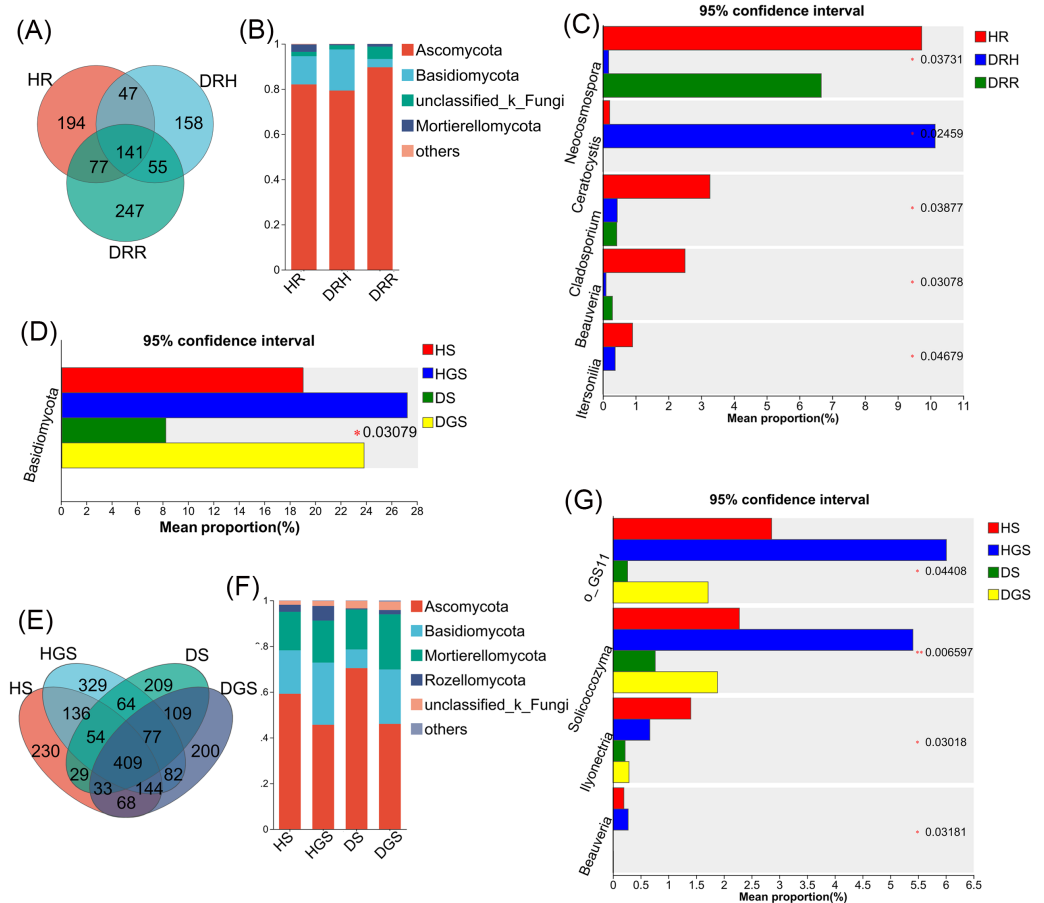 (A)
HR
DRH
47
194
158
141
77
55
247
DRR
(B)
1
0.8
0.6
0.4
0.2
0
HR
DRH
DRR
Ascomycota
Basidiomycota
unclassified_k_Fungi
Mortierellomycota
others
(C)
95% confidence interval
HR
DRH
DRR
Neocosmospora
* 0.03731
Ceratocystis
* 0.02459
Cladosporium
* 0.03877
Beauveria
* 0.03078
Itersonilia
* 0.04679
0 1 2 3 4 5 6 7 8 9 10 11
Mean proportion(%)
(D)
95% confidence interval
HS
HGS
DS
DGS
Basidiomycota
* 0.03079
0 2 4 6 8 10 12 14 16 18 20 22 24 26 28
Mean proportion(%)
(E)
HGS
DS
HS
DGS
329
209
136
64
109
54
77
230
200
409
29
82
33
144
68
(F)
1
.8
.6
.4
.2
0
HS
HGS
DS
DGS
Ascomycota
Basidiomycota
Mortierellomycota
Rozellomycota
unclassified_k_Fungi
others
(G)
95% confidence interval
HS
HGS
DS
DGS
o_GS11
* 0.04408
Solicoccozyma
** 0.006597
Ilyonectria
* 0.03018
Beauveria
* 0.03181
0 0.5 1 1.5 2 2.5 3 3.5 4 4.5 5 5.5 6 6.5
Mean proportion(%)